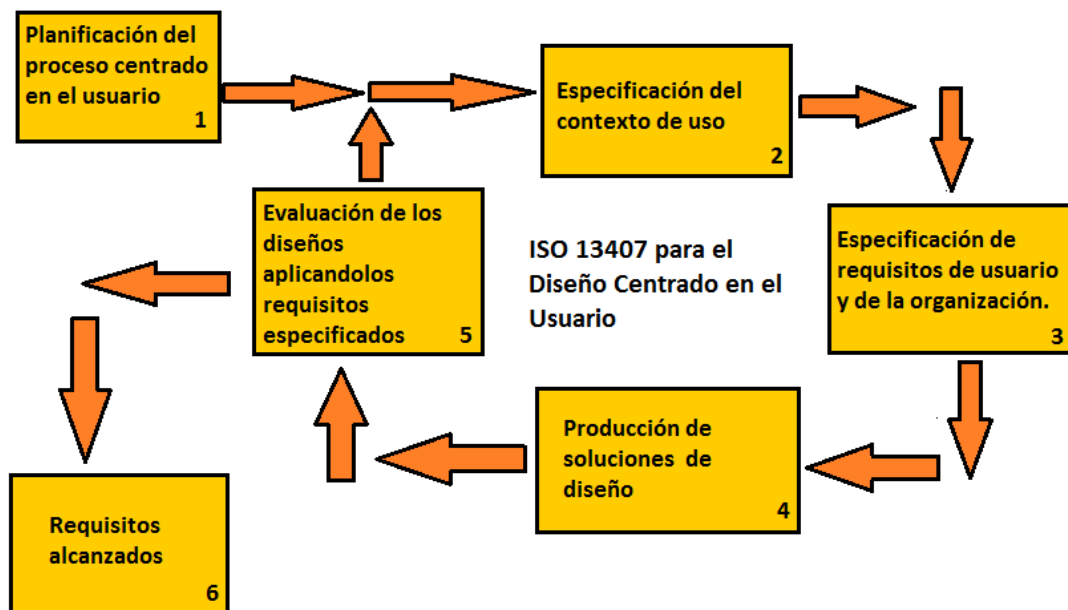 Planificación del
proceso centrado
en el usuario
1
Especificación del
contexto de uso
2
Especificación de
requisitos de usuario
y de la organización.
3
Producción de
soluciones de
diseño
4
Evaluación de los
diseños
aplicandolos
requisitos
especificados
5
Requisitos
alcanzados
6
ISO 13407 para el
Diseño Centrado en el
Usuario